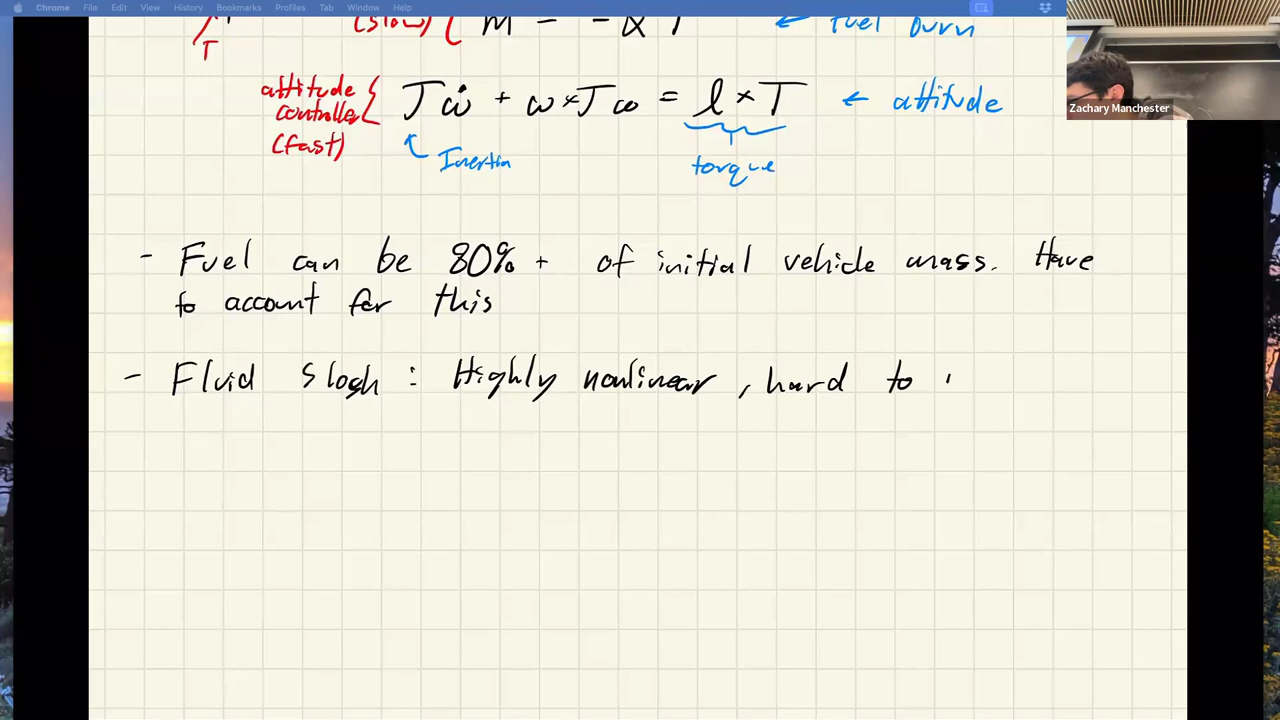 Chrome File Edit View History Bookmarks Profiles Tab Window Help
(slow) { ṁ = -α T ← fuel burn
T
attitude controller (fast) { Jω̇ + ω×Jω = l×T ← attitude
Inertia
torque
Zachary Manchester
- Fuel can be 80%+ of initial vehicle mass. Have
to account for this
- Fluid Slosh : Highly nonlinear, hard to